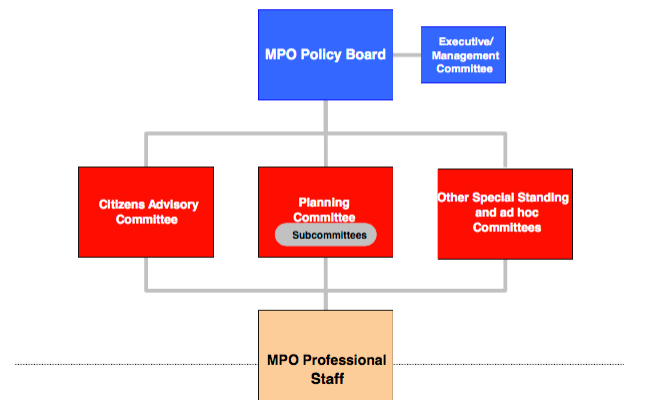 MPO Policy Board
Executive/
Management
Committee
Citizens Advisory
Committee
Planning
Committee
Subcommittees
Other Special Standing
and ad hoc
Committees
MPO Professional
Staff